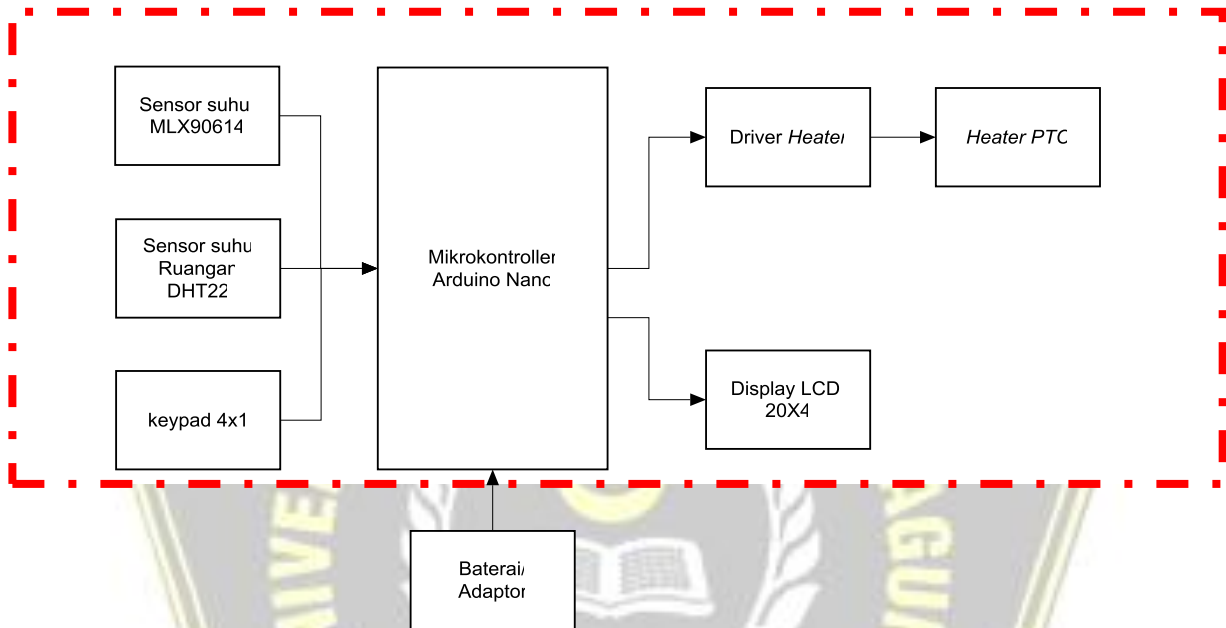 Sensor suhu
MLX90614
Sensor suhu
Ruangan
DHT22
keypad 4x1
Mikrokontroller
Arduino Nano
Driver Heater
Heater PTC
Display LCD
20X4
Baterai/
Adaptor